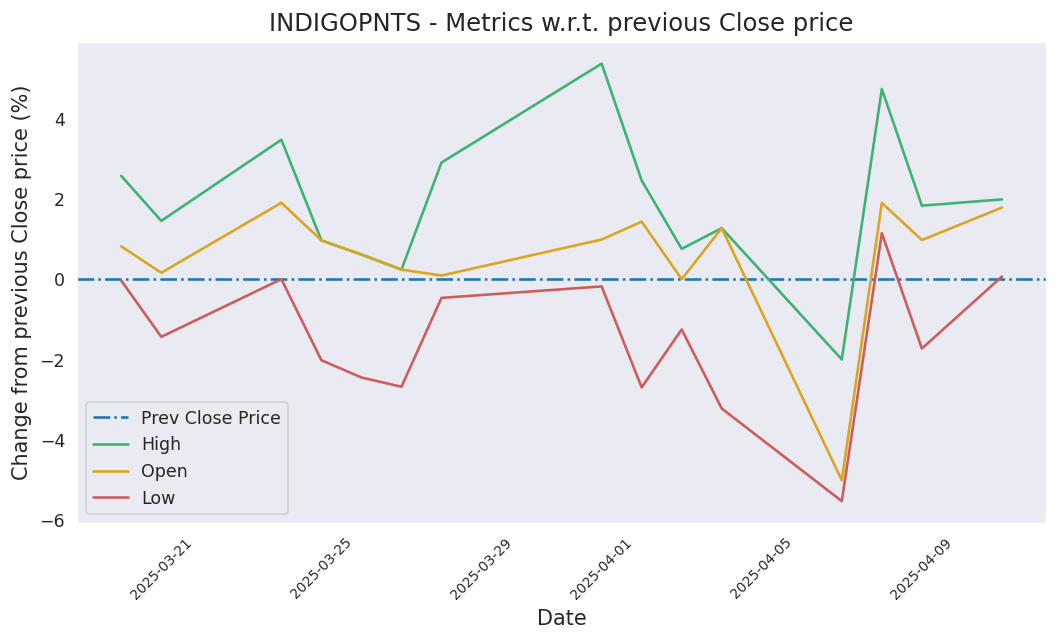 INDIGOPNTS - Metrics w.r.t. previous Close price
Change from previous Close price (%)
4
2
0
−2
−4
−6
Prev Close Price
High
Open
Low
2025-03-21
2025-03-25
2025-03-29
2025-04-01
2025-04-05
2025-04-09
Date